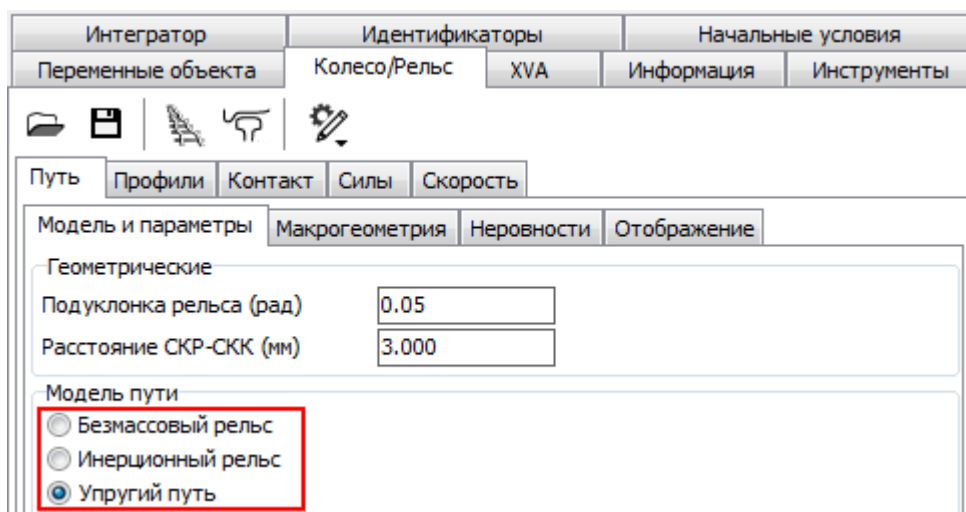 Интегратор Идентификаторы Начальные условия
Переменные объекта Колесо/Рельс XVA Информация Инструменты
Путь Профили Контакт Силы Скорость
Модель и параметры Макрогеометрия Неровности Отображение
Геометрические
Подуклонка рельса (рад) 0.05
Расстояние СКР-СКК (мм) 3.000
Модель пути
Безмассовый рельс
Инерционный рельс
Упругий путь